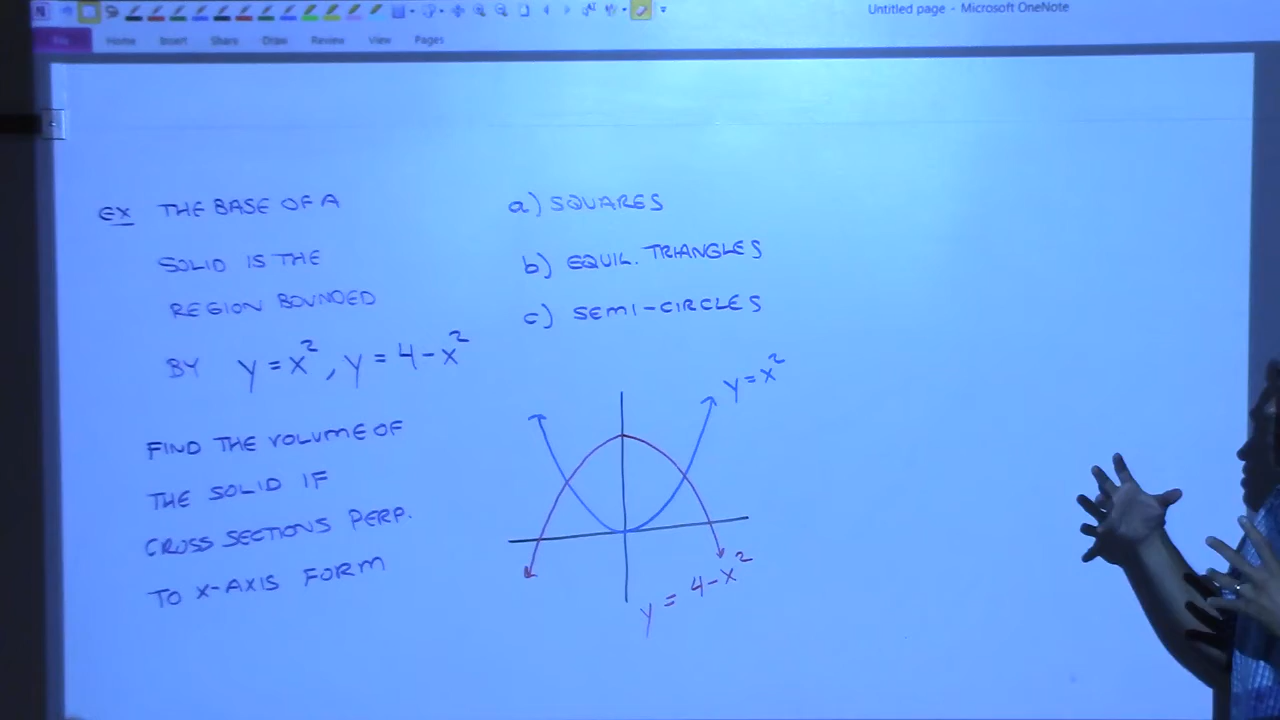 Untitled page - Microsoft OneNote
File Home Insert Share Draw Review View Pages
EX THE BASE OF A
SOLID IS THE
REGION BOUNDED
BY y = x², y = 4 - x²
FIND THE VOLUME OF
THE SOLID IF
CROSS SECTIONS PERP.
TO X-AXIS FORM
a) SQUARES
b) EQUIL. TRIANGLES
c) SEMI-CIRCLES
y = x²
y = 4 - x²